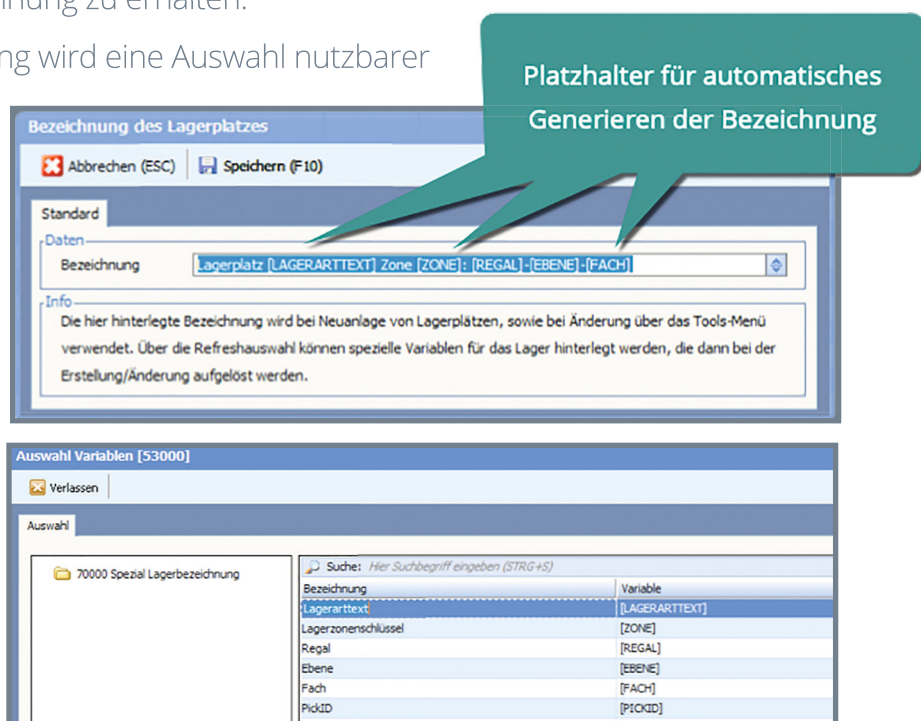 nung zu erhalten.
ng wird eine Auswahl nutzbarer
Platzhalter für automatisches
Generieren der Bezeichnung
Bezeichnung des Lagerplatzes
Abbrechen (ESC) Speichern (F10)
Standard
Daten
Bezeichnung Lagerplatz [LAGERARTTEXT] Zone [ZONE]: [REGAL]-[EBENE]-[FACH]
Info
Die hier hinterlegte Bezeichnung wird bei Neuanlage von Lagerplätzen, sowie bei Änderung über das Tools-Menü
verwendet. Über die Refreshauswahl können spezielle Variablen für das Lager hinterlegt werden, die dann bei der
Erstellung/Änderung aufgelöst werden.
Auswahl Variablen [53000]
Verlassen
Auswahl
70000 Spezial Lagerbezeichnung
Suche: Hier Suchbegriff eingeben (STRG+S)
Bezeichnung Variable
Lagerarttext [LAGERARTTEXT]
Lagerzonenschlüssel [ZONE]
Regal [REGAL]
Ebene [EBENE]
Fach [FACH]
PickID [PICKID]